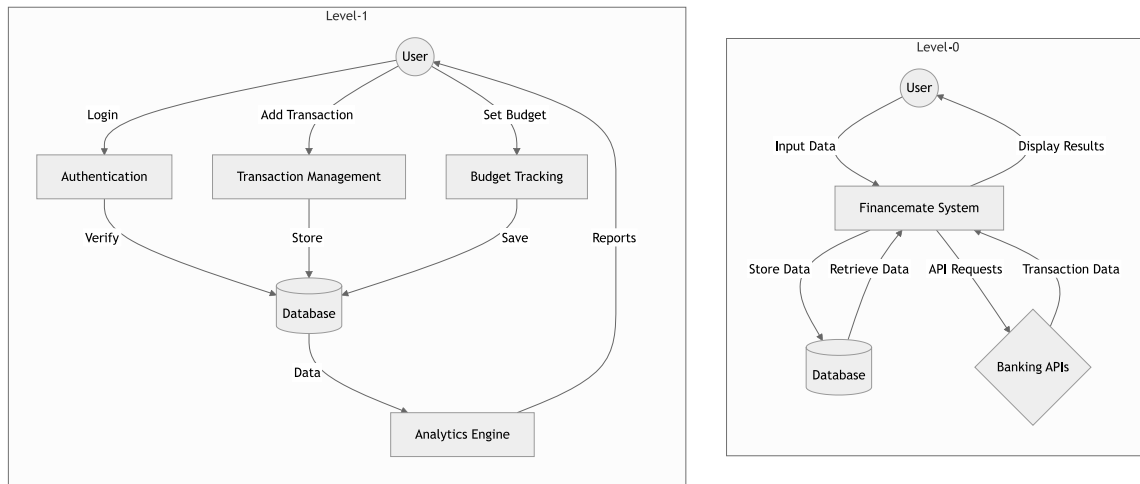 Level-1
User
Login
Add Transaction
Set Budget
Authentication
Transaction Management
Budget Tracking
Verify
Store
Save
Reports
Database
Data
Analytics Engine
Level-0
User
Input Data
Display Results
Financemate System
Store Data
Retrieve Data
API Requests
Transaction Data
Database
Banking APIs